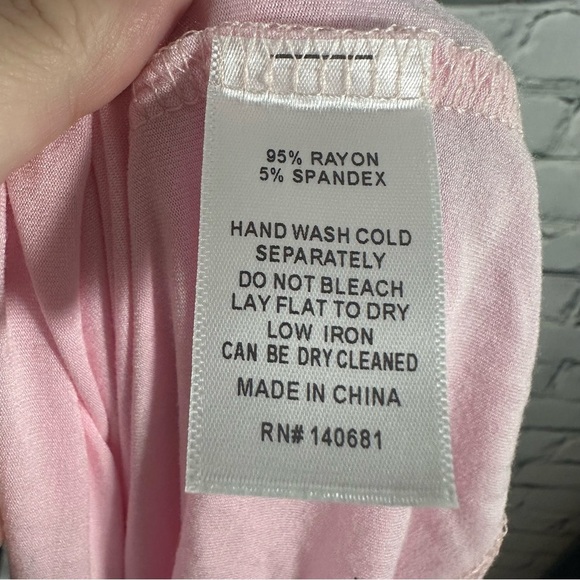 95% RAYON
5% SPANDEX
HAND WASH COLD
SEPARATELY
DO NOT BLEACH
LAY FLAT TO DRY
LOW IRON
CAN BE DRY CLEANED
MADE IN CHINA
RN# 140681